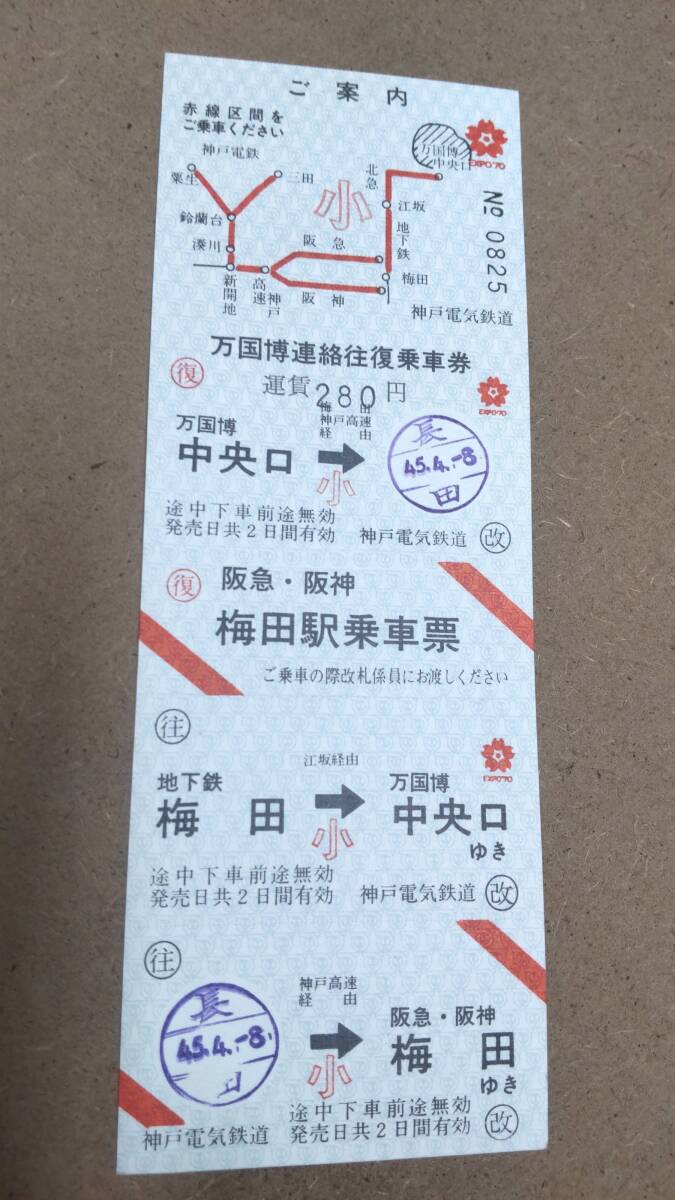 ご案内
赤線区間を
ご乗車ください
神戸電鉄
粟生
三田
鈴蘭台
湊川
新開地
高速神戸
阪急
阪神
小
北急
江坂
地下鉄
梅田
万国博
中央口
EXPO'70
No 0825
神戸電気鉄道
万国博連絡往復乗車券
復
運賃280円
EXPO'70
梅田
神戸高速
経由
万国博
中央口
小
長
45.4.-8
田
途中下車前途無効
発売日共2日間有効
神戸電気鉄道 改
復
阪急・阪神
梅田駅乗車票
ご乗車の際改札係員にお渡しください
往
江坂経由
EXPO'70
地下鉄
梅田
小
万国博
中央口
ゆき
途中下車前途無効
発売日共2日間有効
神戸電気鉄道 改
往
長
45.4.-8.
田
神戸高速
経由
小
阪急・阪神
梅田
ゆき
神戸電気鉄道
途中下車前途無効
発売日共2日間有効
改